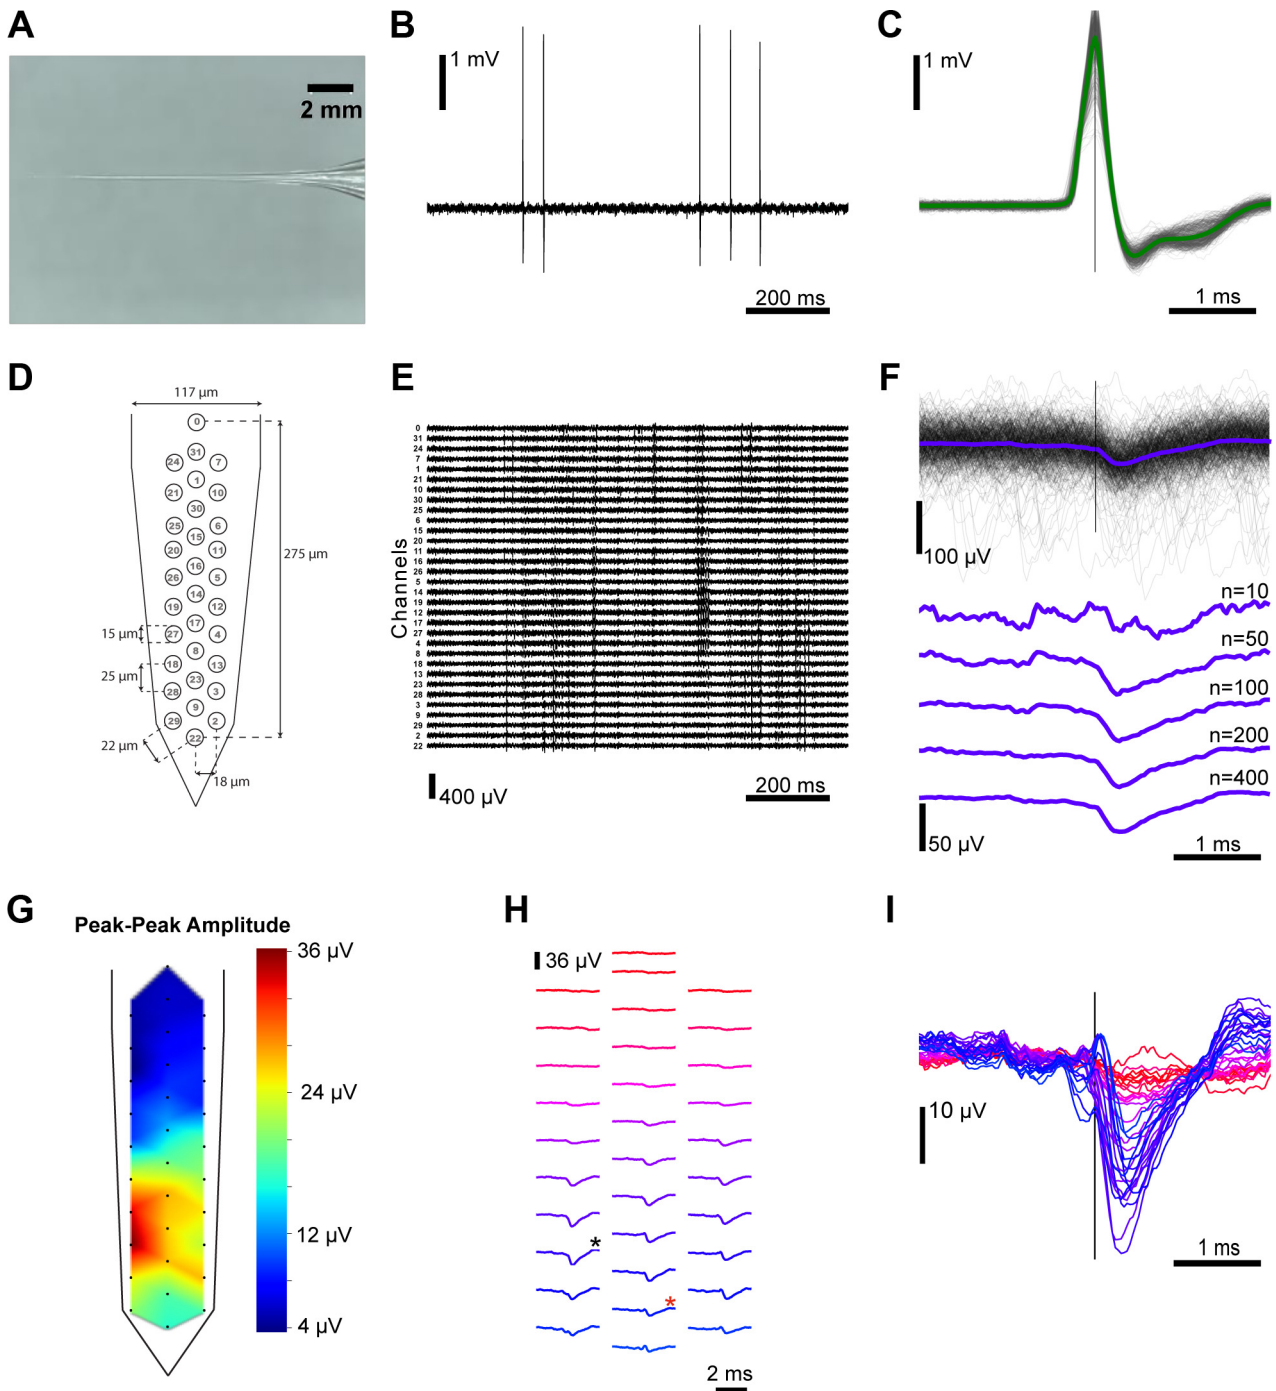 A
2 mm
B
1 mV
200 ms
C
1 mV
1 ms
D
117 µm
0
31
24
7
1
21
10
30
25
6
15
20
11
16
26
5
14
19
12
17
27
4
8
18
13
23
28
3
9
29
2
22
275 µm
15 µm
25 µm
22 µm
18 µm
E
Channels
0
31
24
7
1
21
10
30
25
6
15
20
11
16
26
5
14
19
12
17
27
4
8
18
13
23
28
3
9
29
2
22
400 µV
200 ms
F
100 µV
n=10
n=50
n=100
n=200
n=400
50 µV
1 ms
G
Peak-Peak Amplitude
36 µV
24 µV
12 µV
4 µV
H
36 µV
*
*
2 ms
I
10 µV
1 ms